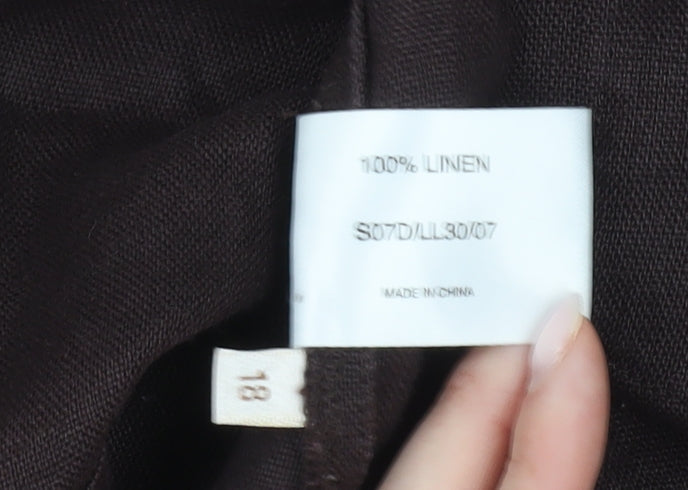 100% LINEN
S07D/LL30/07
MADE IN CHINA
18